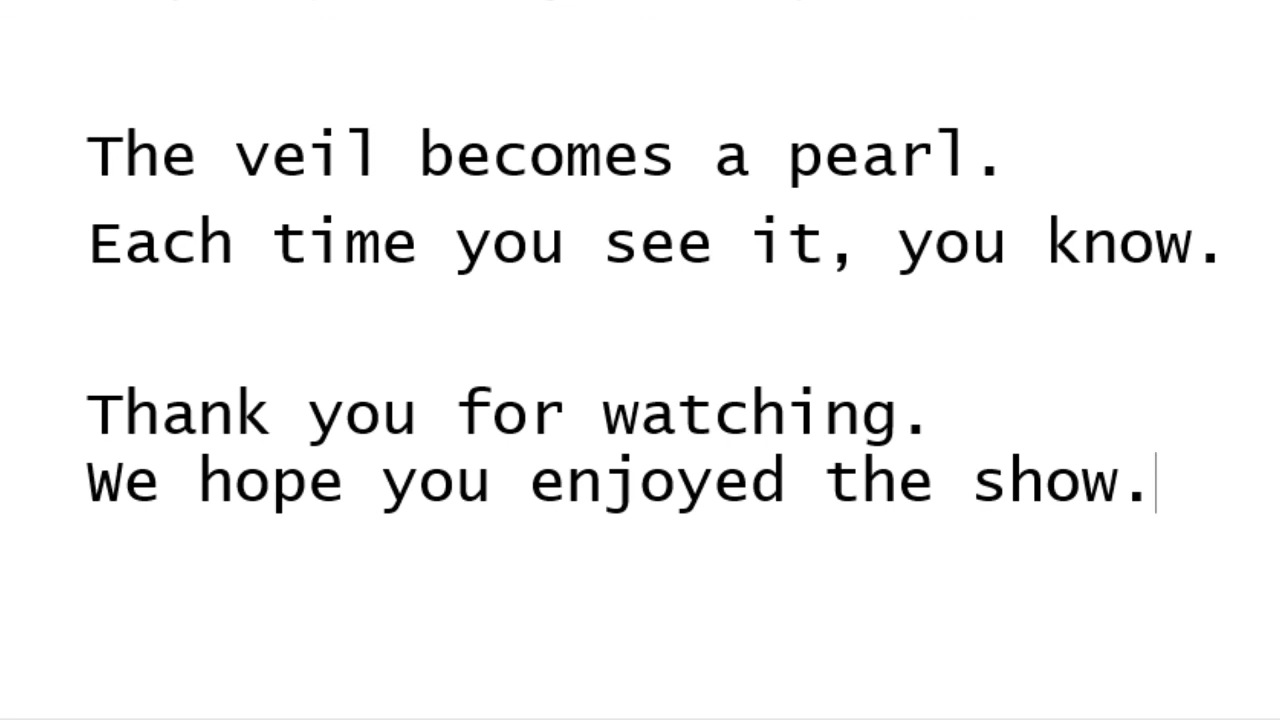 The veil becomes a pearl.
Each time you see it, you know.
Thank you for watching.
We hope you enjoyed the show.